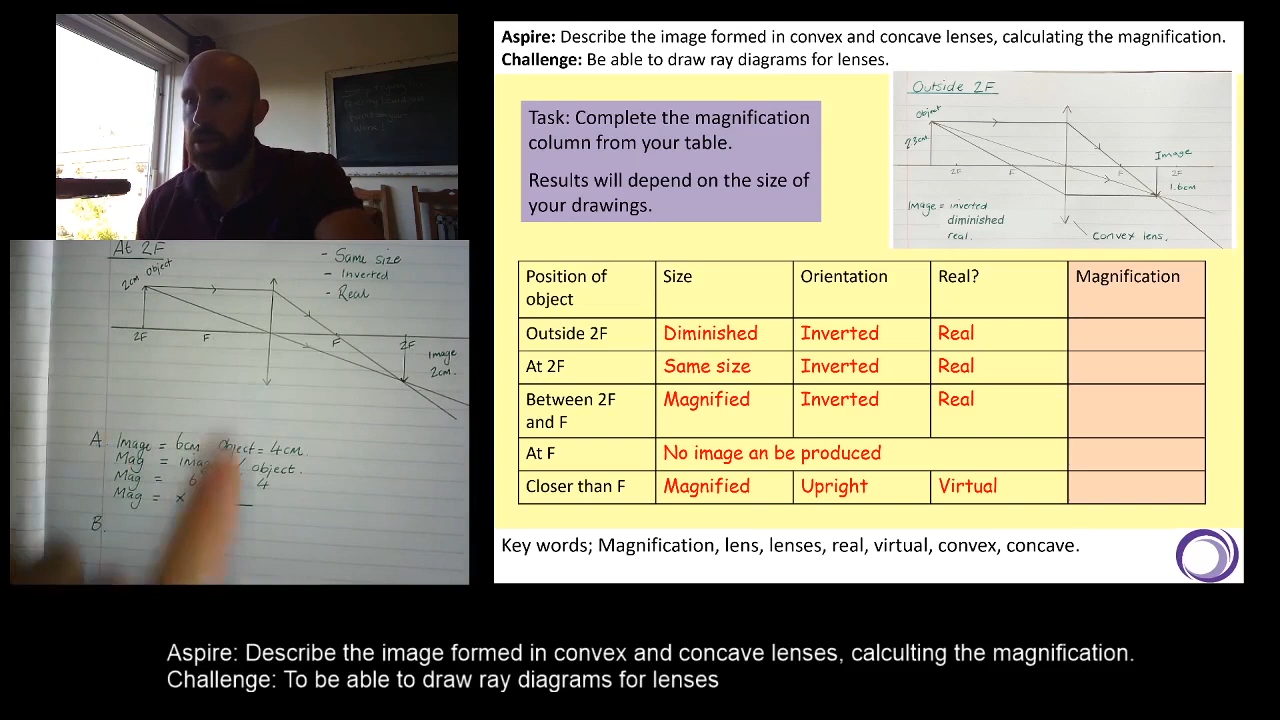 Aspire: Describe the image formed in convex and concave lenses, calculating the magnification.
Challenge: Be able to draw ray diagrams for lenses.
Task: Complete the magnification
column from your table.
Results will depend on the size of
your drawings.
Outside 2F
object
2.3cm
2F
F
F
Image
2F
1.6cm
Image = inverted
diminished
real.
Convex lens.
At 2F
- Same size
- Inverted
- Real
2cm object
2F
F
F
2F
Image
2cm.
A. Image = 6cm object = 4cm.
Mag = / object.
Mag = 6 4
Mag = x
B.
Position of object Size Orientation Real? Magnification
Outside 2F Diminished Inverted Real
At 2F Same size Inverted Real
Between 2F and F Magnified Inverted Real
At F No image an be produced
Closer than F Magnified Upright Virtual
Key words; Magnification, lens, lenses, real, virtual, convex, concave.
Aspire: Describe the image formed in convex and concave lenses, calculting the magnification.
Challenge: To be able to draw ray diagrams for lenses